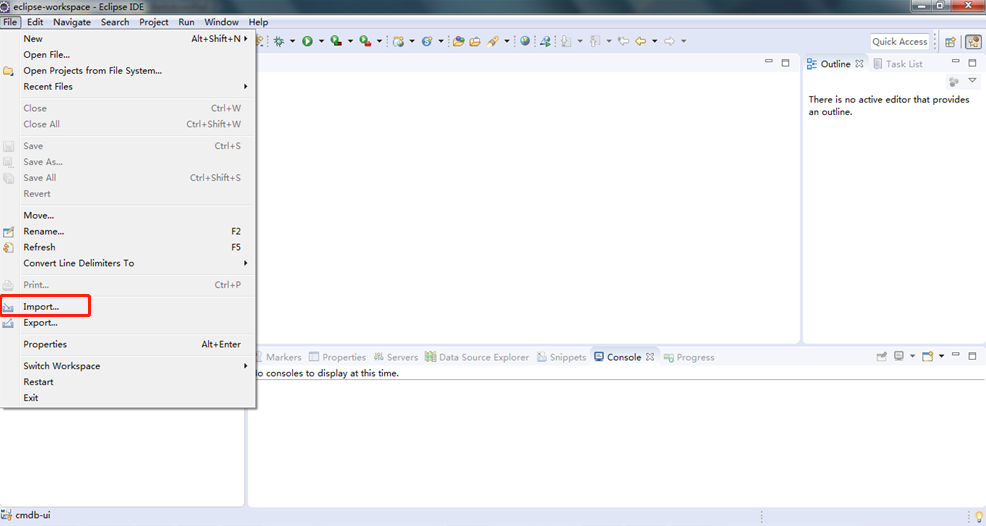 eclipse-workspace - Eclipse IDE
File Edit Navigate Search Project Run Window Help
New Alt+Shift+N
Open File...
Open Projects from File System...
Recent Files
Close Ctrl+W
Close All Ctrl+Shift+W
Save Ctrl+S
Save As...
Save All Ctrl+Shift+S
Revert
Move...
Rename... F2
Refresh F5
Convert Line Delimiters To
Print... Ctrl+P
Import...
Export...
Properties Alt+Enter
Switch Workspace
Restart
Exit
Quick Access
Outline Task List
There is no active editor that provides
an outline.
Markers Properties Servers Data Source Explorer Snippets Console Progress
No consoles to display at this time.
cmdb-ui